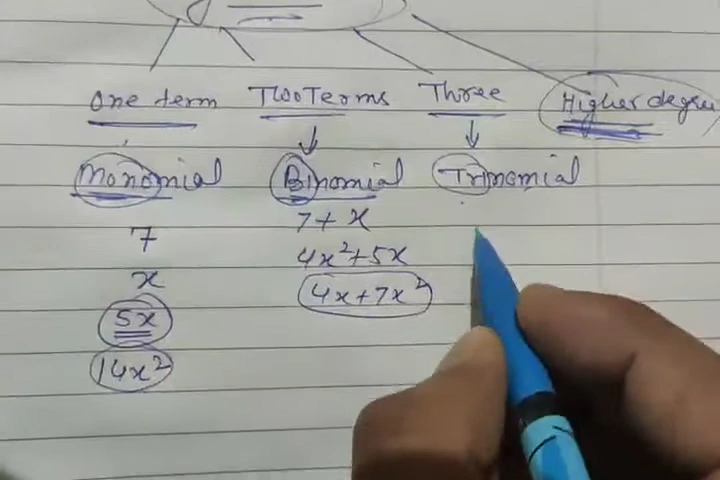 One term Two Terms Three Higher degree
Monomial Binomial Trinomial
7 7 + x
x 4x²+5x
5x 4x+7x²
14x²